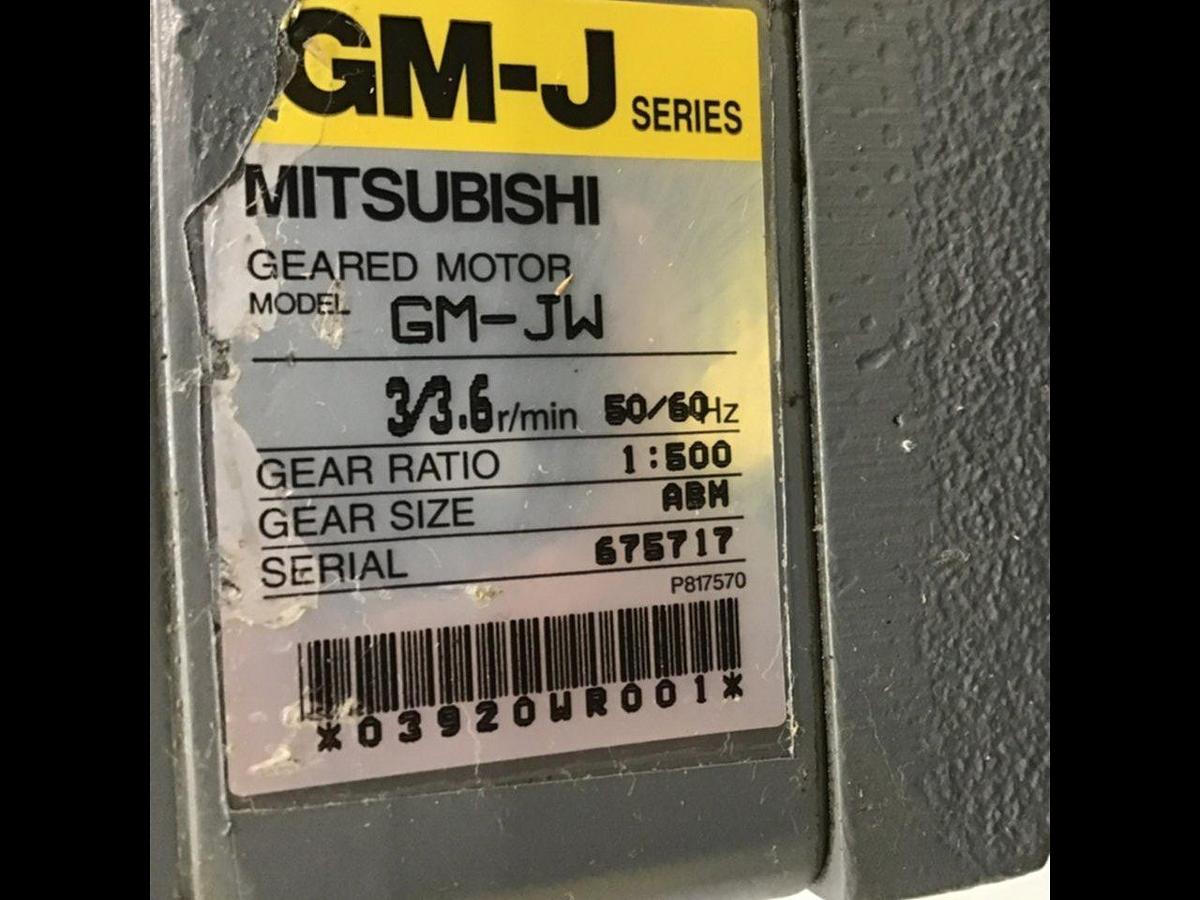 GM-J SERIES
MITSUBISHI
GEARED MOTOR
MODEL GM-JW
3/3.6 r/min 50/60Hz
GEAR RATIO 1:500
GEAR SIZE ABM
SERIAL 675717
P817570
*03920WR001*